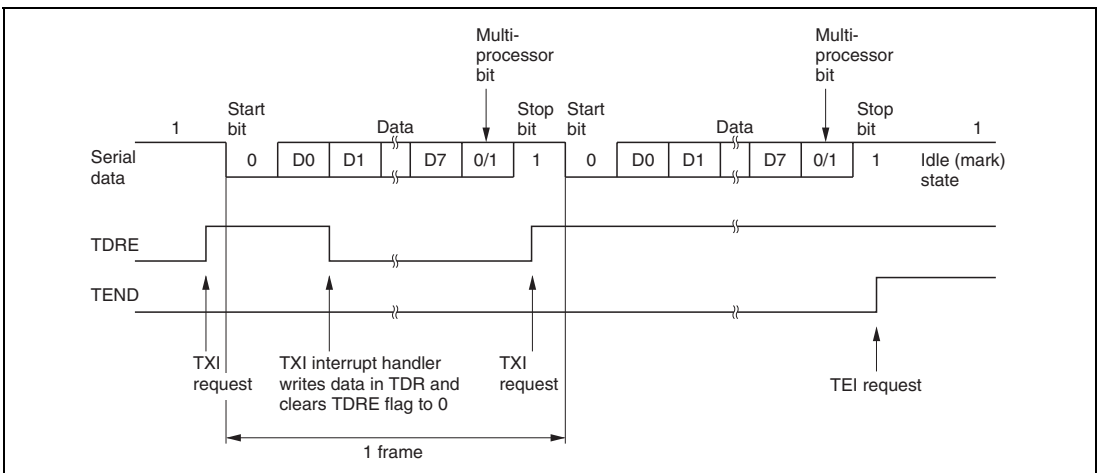 Multi-
processor
bit
Multi-
processor
bit
Start
bit
Stop
bit
Start
bit
Stop
bit
1
Data
Data
1
Serial
data
0 D0 D1 D7 0/1 1 0 D0 D1 D7 0/1 1
Idle (mark)
state
TDRE
TEND
TXI
request
TXI interrupt handler
writes data in TDR and
clears TDRE flag to 0
TXI
request
TEI request
1 frame